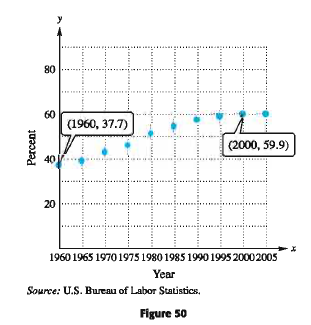 y
80
60
(1960, 37.7)
Percent
(2000, 59.9)
40
20
x
1960 1965 1970 1975 1980 1985 1990 1995 2000 2005
Year
Source: U.S. Bureau of Labor Statistics.
Figure 50